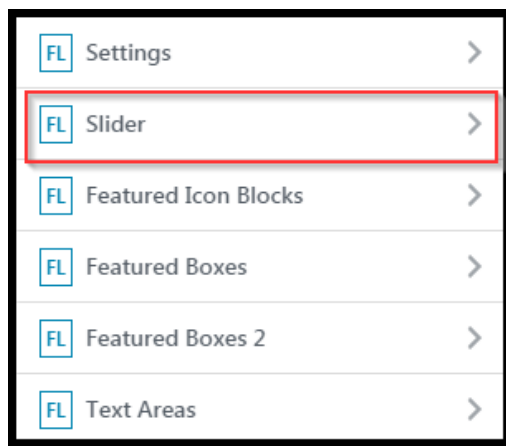 FL Settings
FL Slider
FL Featured Icon Blocks
FL Featured Boxes
FL Featured Boxes 2
FL Text Areas